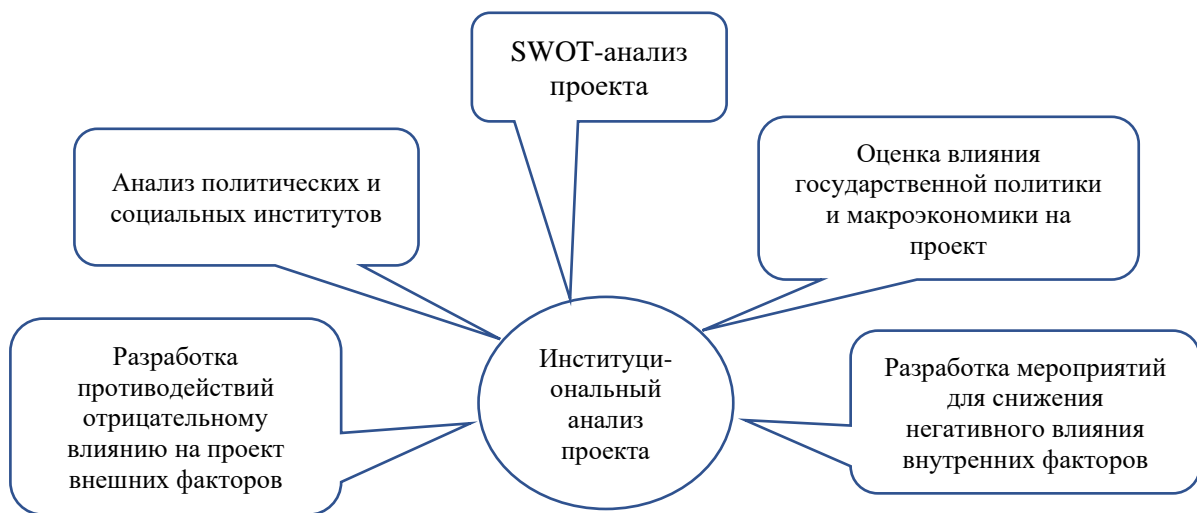 SWOT-анализ
проекта
Анализ политических и
социальных институтов
Оценка влияния
государственной политики
и макроэкономики на
проект
Разработка
противодействий
отрицательному
влиянию на проект
внешних факторов
Институци-
ональный
анализ
проекта
Разработка мероприятий
для снижения
негативного влияния
внутренних факторов